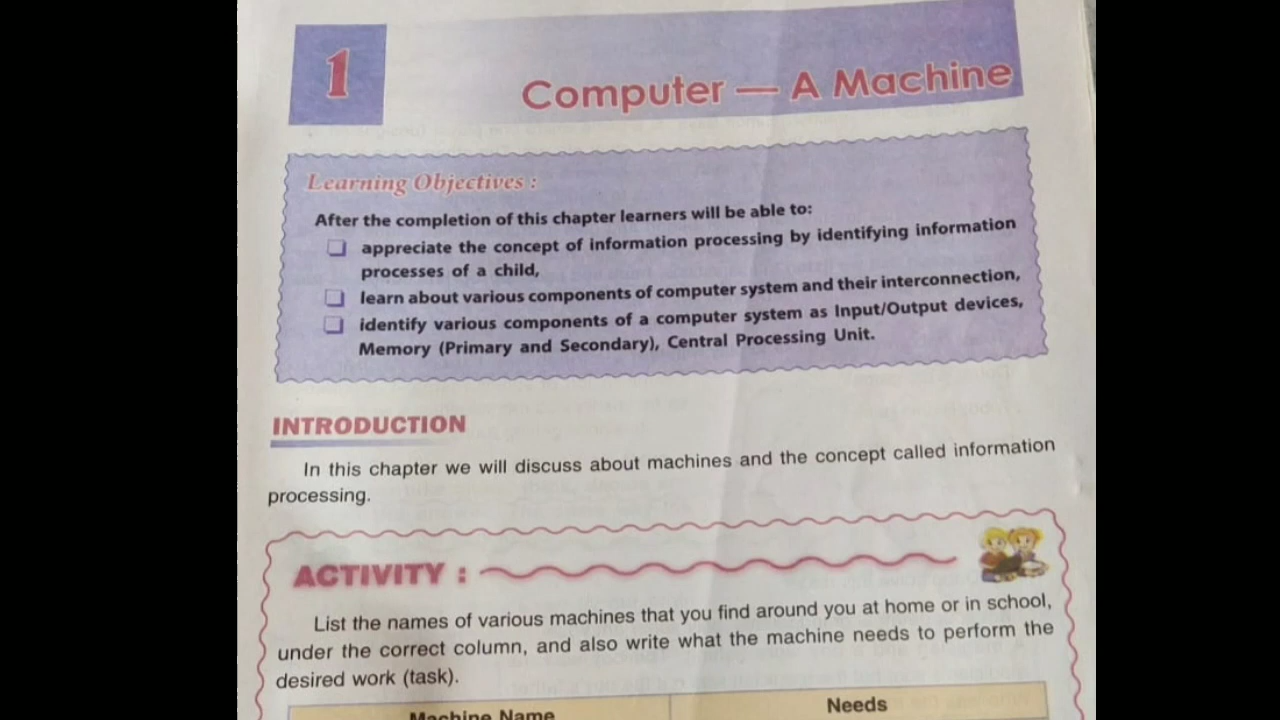 1
Computer — A Machine
Learning Objectives :
After the completion of this chapter learners will be able to:
❑ appreciate the concept of information processing by identifying information
processes of a child,
❑ learn about various components of computer system and their interconnection,
❑ identify various components of a computer system as Input/Output devices,
Memory (Primary and Secondary), Central Processing Unit.
INTRODUCTION
In this chapter we will discuss about machines and the concept called information
processing.
ACTIVITY :
List the names of various machines that you find around you at home or in school,
under the correct column, and also write what the machine needs to perform the
desired work (task).
Machine Name Needs